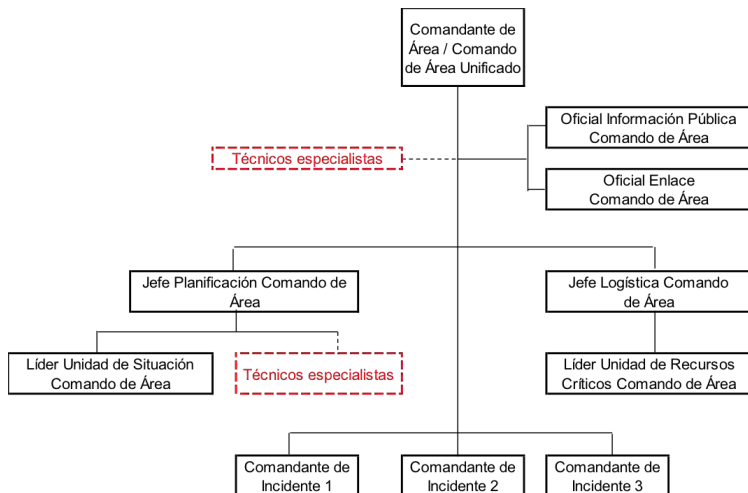 Comandante de
Área / Comando
de Área Unificado
Oficial Información Pública
Comando de Área
Técnicos especialistas
Oficial Enlace
Comando de Área
Jefe Planificación Comando de
Área
Jefe Logística Comando
de Área
Líder Unidad de Situación
Comando de Área
Técnicos especialistas
Líder Unidad de Recursos
Críticos Comando de Área
Comandante de
Incidente 1
Comandante de
Incidente 2
Comandante de
Incidente 3